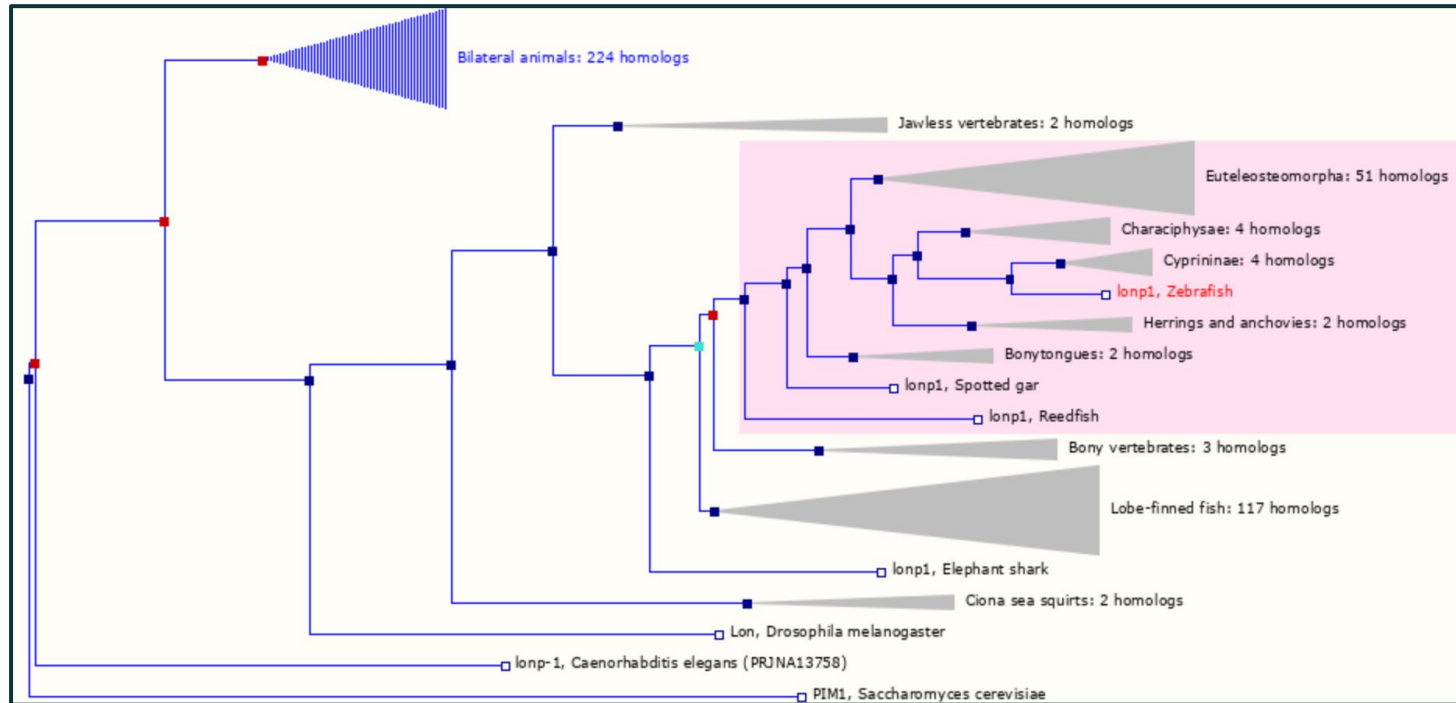 Bilateral animals: 224 homologs
Jawless vertebrates: 2 homologs
Euteleosteomorpha: 51 homologs
Characiphysae: 4 homologs
Cyprininae: 4 homologs
lonp1, Zebrafish
Herrings and anchovies: 2 homologs
Bonytongues: 2 homologs
lonp1, Spotted gar
lonp1, Reedfish
Bony vertebrates: 3 homologs
Lobe-finned fish: 117 homologs
lonp1, Elephant shark
Ciona sea squirts: 2 homologs
Lon, Drosophila melanogaster
lonp-1, Caenorhabditis elegans (PRJNA13758)
PIM1, Saccharomyces cerevisiae